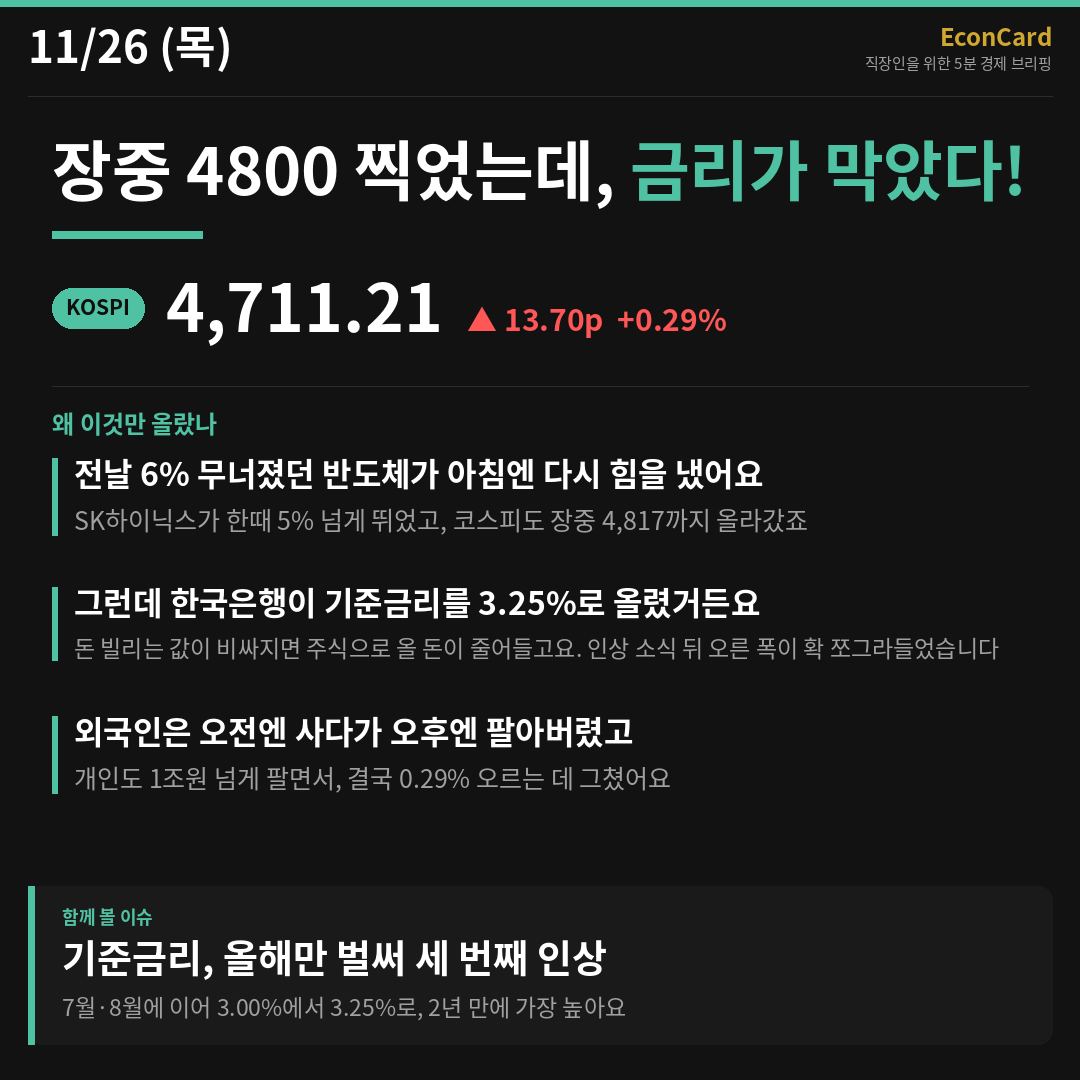 11/26 (목)
EconCard
직장인을 위한 5분 경제 브리핑
장중 4800 찍었는데, 금리가 막았다!
KOSPI 4,711.21 ▲ 13.70p +0.29%
왜 이것만 올랐나
전날 6% 무너졌던 반도체가 아침엔 다시 힘을 냈어요
SK하이닉스가 한때 5% 넘게 뛰었고, 코스피도 장중 4,817까지 올라갔죠
그런데 한국은행이 기준금리를 3.25%로 올렸거든요
돈 빌리는 값이 비싸지면 주식으로 올 돈이 줄어들고요. 인상 소식 뒤 오른 폭이 확 쪼그라들었습니다
외국인은 오전엔 사다가 오후엔 팔아버렸고
개인도 1조원 넘게 팔면서, 결국 0.29% 오르는 데 그쳤어요
함께 볼 이슈
기준금리, 올해만 벌써 세 번째 인상
7월·8월에 이어 3.00%에서 3.25%로, 2년 만에 가장 높아요